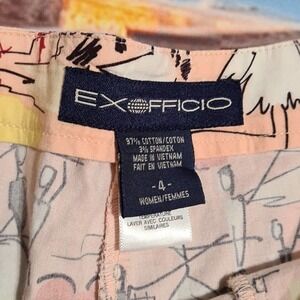 EXOFFICIO
97% COTTON/COTON
3% SPANDEX
MADE IN VIETNAM
FAIT EN VIETNAM
-4-
WOMEN/FEMMES
TEMPERATURE
LAVER AVEC COULEURS
SIMILAIRES